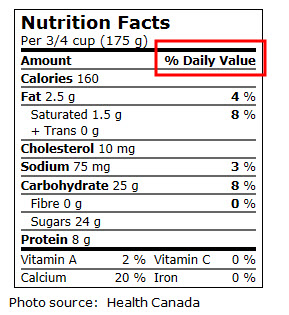 Nutrition Facts
Per 3/4 cup (175 g)
Amount % Daily Value
Calories 160
Fat 2.5 g 4 %
Saturated 1.5 g 8 %
+ Trans 0 g
Cholesterol 10 mg
Sodium 75 mg 3 %
Carbohydrate 25 g 8 %
Fibre 0 g 0 %
Sugars 24 g
Protein 8 g
Vitamin A 2 % Vitamin C 0 %
Calcium 20 % Iron 0 %
Photo source: Health Canada